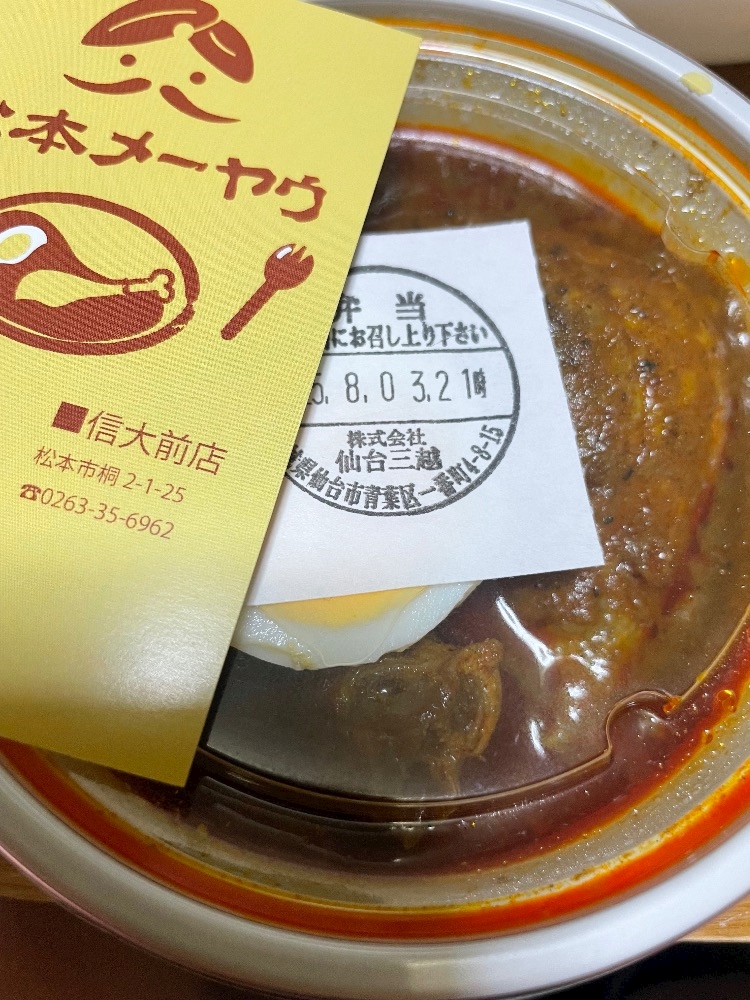 本メーヤウ
■信大前店
松本市桐 2-1-25
☎0263-35-6962
弁当
にお召し上り下さい
5. 8. 0 3. 2 1時
株式会社
仙台三越
県仙台市青葉区一番町4-8-15